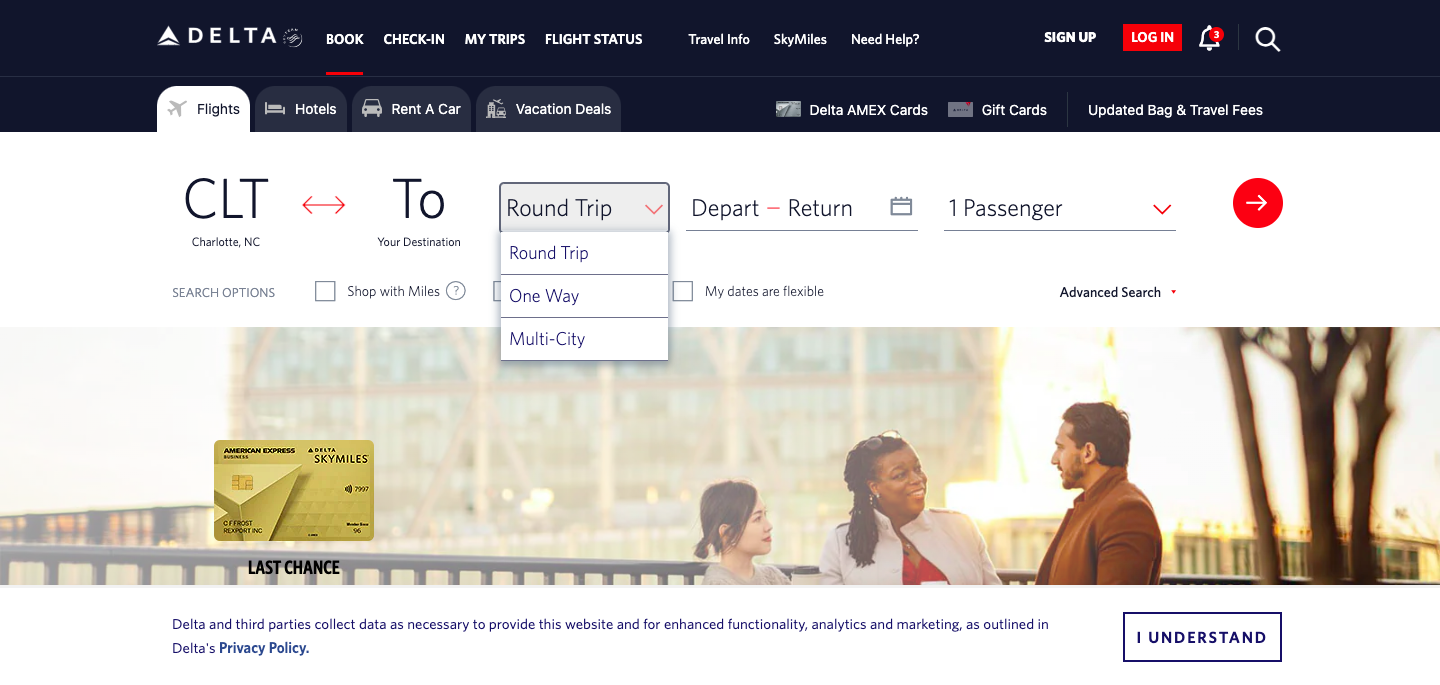 DELTA
BOOK
CHECK-IN
MY TRIPS
FLIGHT STATUS
Travel Info
SkyMiles
Need Help?
SIGN UP
LOG IN
3
Flights
Hotels
Rent A Car
Vacation Deals
Delta AMEX Cards
Gift Cards
Updated Bag & Travel Fees
CLT
Charlotte, NC
To
Your Destination
Round Trip
Depart – Return
1 Passenger
Round Trip
One Way
Multi-City
SEARCH OPTIONS
Shop with Miles
?
My dates are flexible
Advanced Search
AMERICAN EXPRESS
BUSINESS
DELTA
SKYMILES
7997
C F FROST
REXPORT INC
Member Since
96
LAST CHANCE
Delta and third parties collect data as necessary to provide this website and for enhanced functionality, analytics and marketing, as outlined in
Delta's Privacy Policy.
I UNDERSTAND